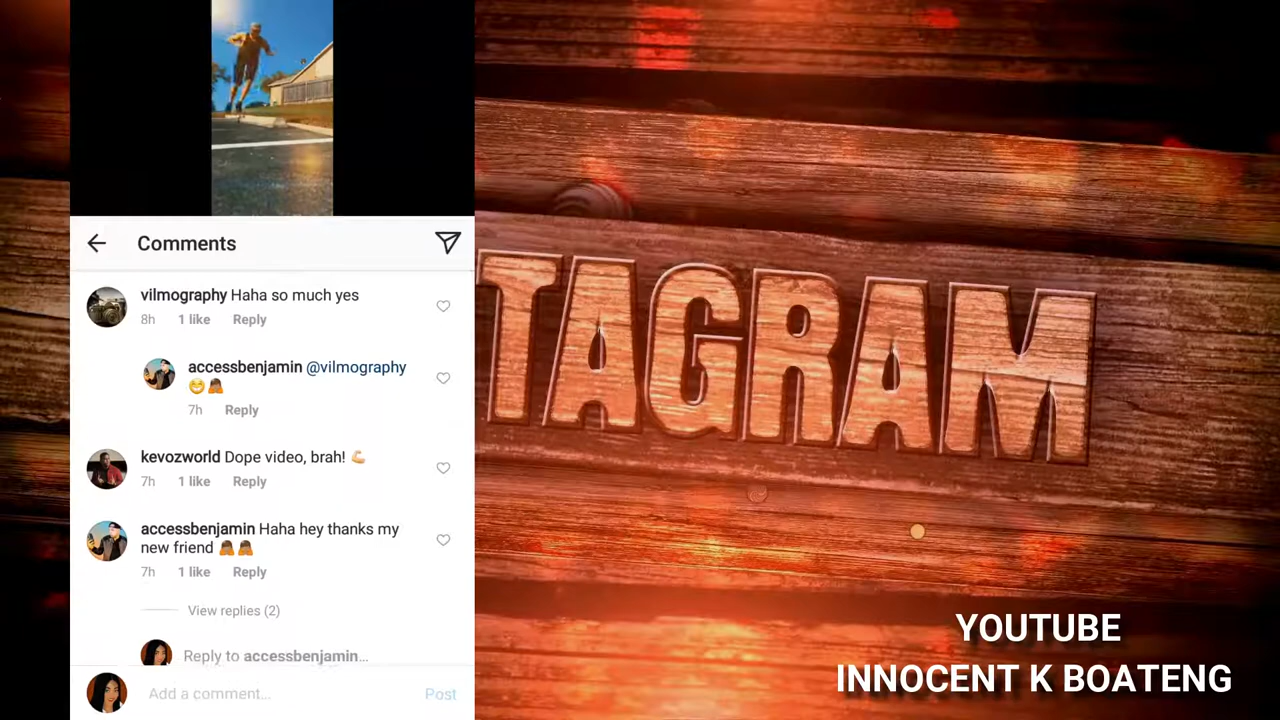 Comments
vilmography Haha so much yes
8h 1 like Reply
accessbenjamin @vilmography
😁🙏🏾
7h Reply
kevozworld Dope video, brah! 💪🏻
7h 1 like Reply
accessbenjamin Haha hey thanks my
new friend 🙏🏾🙏🏾
7h 1 like Reply
View replies (2)
Reply to accessbenjamin...
Add a comment... Post
TAGRAM
YOUTUBE
INNOCENT K BOATENG